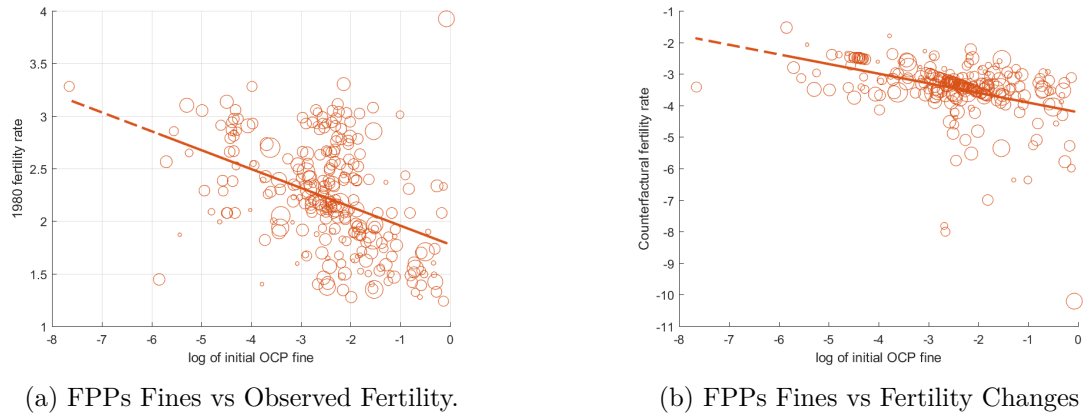 4
3.5
3
2.5
2
1.5
1
1980 fertility rate
-8 -7 -6 -5 -4 -3 -2 -1 0
log of initial OCP fine
(a) FPPs Fines vs Observed Fertility.
-1
-2
-3
-4
-5
-6
-7
-8
-9
-10
-11
Counterfractural fertility rate
-8 -7 -6 -5 -4 -3 -2 -1 0
log of initial OCP fine
(b) FPPs Fines vs Fertility Changes